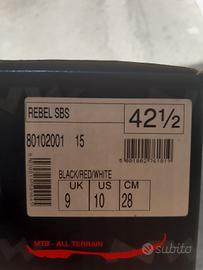 REBEL SBS
42½
80102001 15
BLACK/RED/WHITE
UK US CM
9 10 28
MTB - ALL TERRAIN
subito